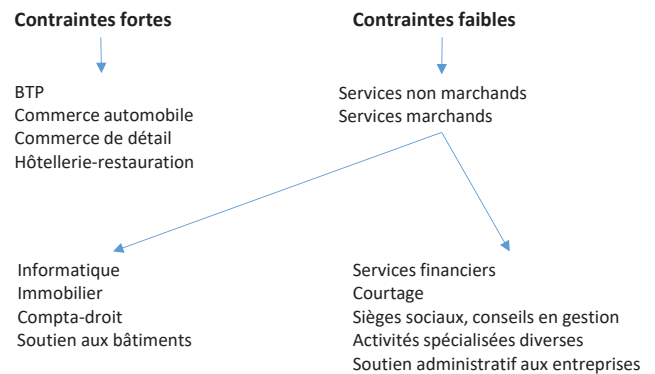 Contraintes fortes
BTP
Commerce automobile
Commerce de détail
Hôtellerie-restauration
Contraintes faibles
Services non marchands
Services marchands
Informatique
Immobilier
Compta-droit
Soutien aux bâtiments
Services financiers
Courtage
Sièges sociaux, conseils en gestion
Activités spécialisées diverses
Soutien administratif aux entreprises